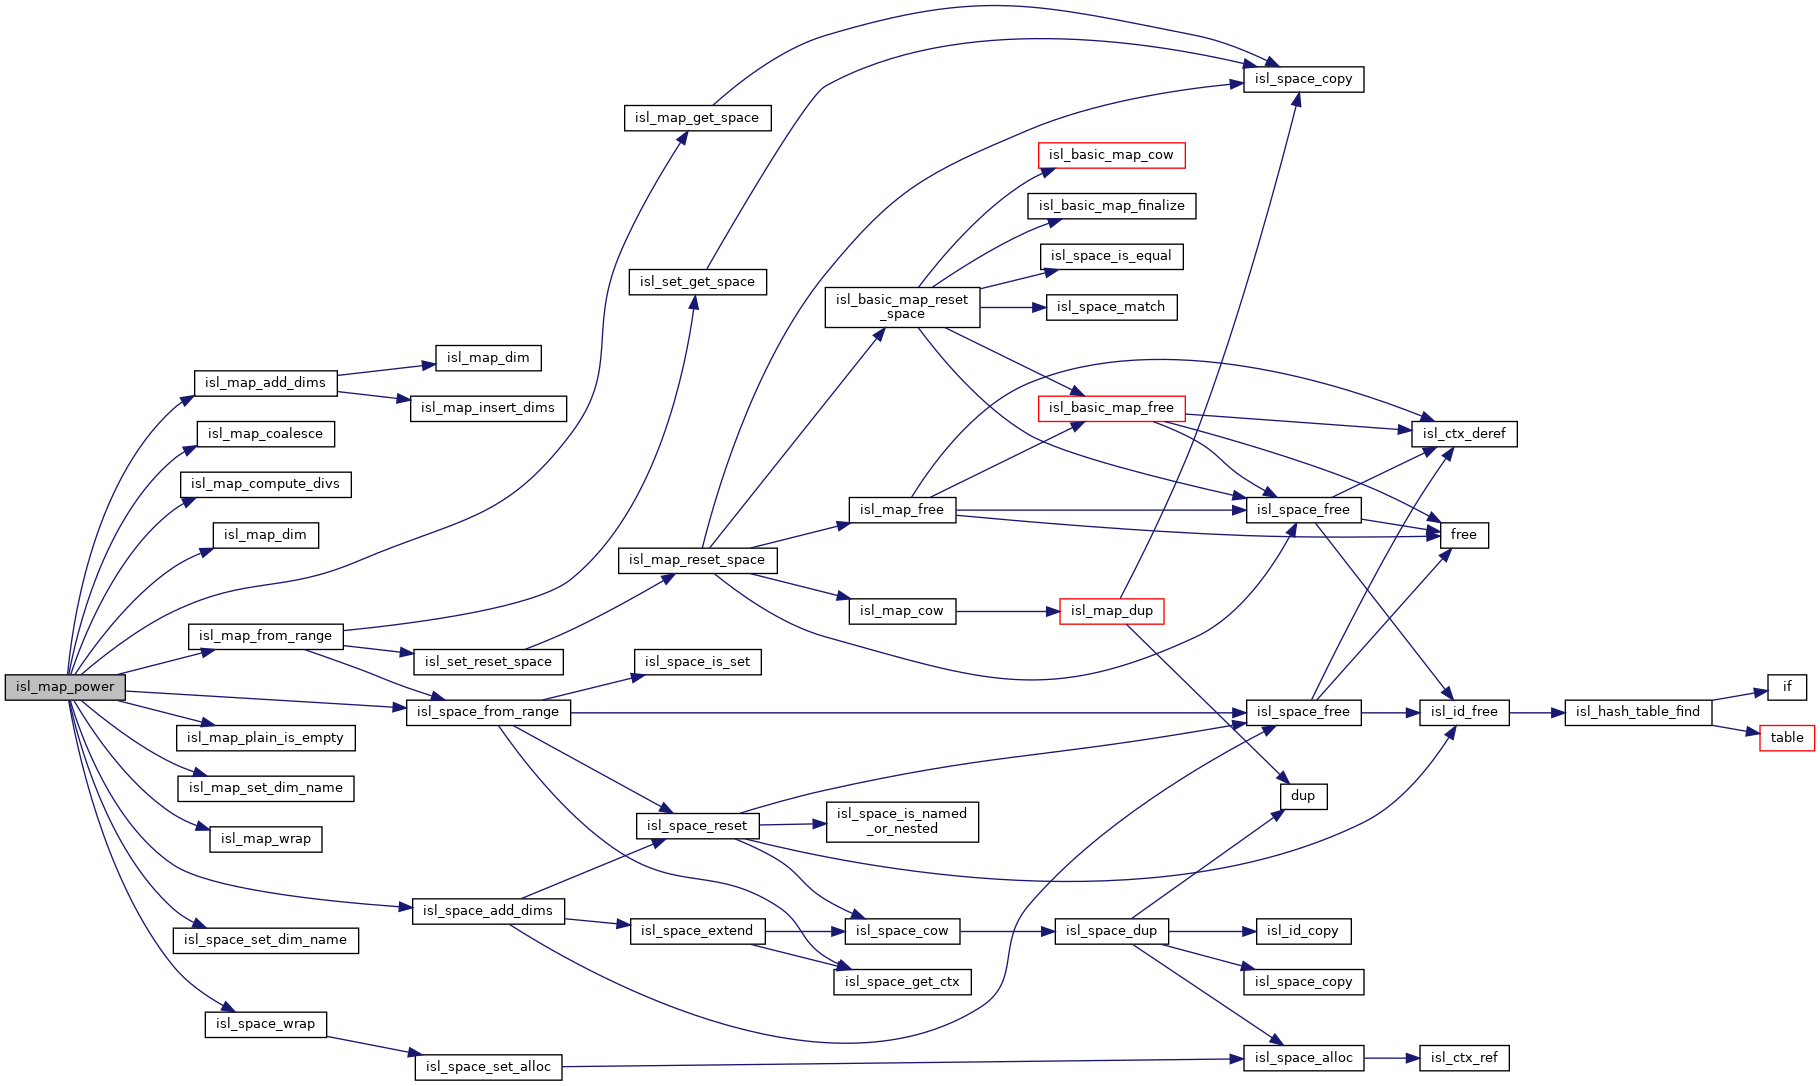 isl_space_copy
isl_map_get_space
isl_basic_map_cow
isl_basic_map_finalize
isl_space_is_equal
isl_set_get_space
isl_basic_map_reset
_space
isl_space_match
isl_map_dim
isl_map_add_dims
isl_map_insert_dims
isl_basic_map_free
isl_map_coalesce
isl_ctx_deref
isl_map_compute_divs
isl_map_free
isl_space_free
isl_map_dim
free
isl_map_reset_space
isl_map_cow
isl_map_dup
isl_map_from_range
isl_set_reset_space
isl_space_is_set
isl_map_power
if
isl_space_from_range
isl_space_free
isl_id_free
isl_hash_table_find
isl_map_plain_is_empty
table
isl_map_set_dim_name
dup
isl_space_reset
isl_space_is_named
_or_nested
isl_map_wrap
isl_space_add_dims
isl_space_extend
isl_space_cow
isl_space_dup
isl_id_copy
isl_space_set_dim_name
isl_space_get_ctx
isl_space_copy
isl_space_wrap
isl_space_set_alloc
isl_space_alloc
isl_ctx_ref